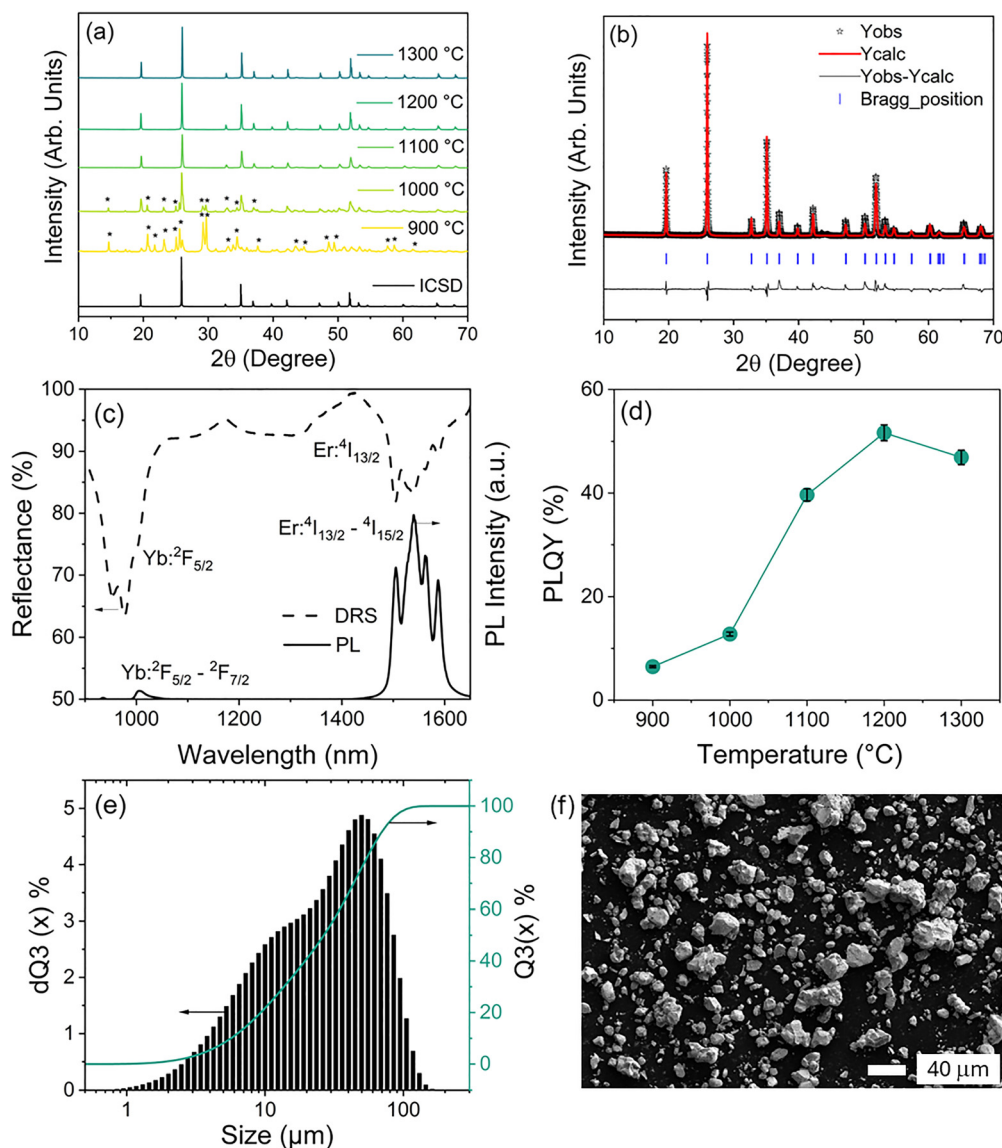 (a)
Intensity (Arb. Units)
1300 °C
1200 °C
1100 °C
1000 °C
900 °C
ICSD
10 20 30 40 50 60 70
2θ (Degree)
(b)
Intensity (Arb. Units)
Yobs
Ycalc
Yobs-Ycalc
Bragg_position
10 20 30 40 50 60 70
2θ (Degree)
(c)
Reflectance (%)
100
90
80
70
60
50
Er:⁴I₁₃/₂
Er:⁴I₁₃/₂ - ⁴I₁₅/₂
Yb:²F₅/₂
DRS
PL
Yb:²F₅/₂ - ²F₇/₂
PL Intensity (a.u.)
1000 1200 1400 1600
Wavelength (nm)
(d)
PLQY (%)
60
40
20
0
900 1000 1100 1200 1300
Temperature (°C)
(e)
dQ3 (x) %
5
4
3
2
1
0
100
80
60
40
20
0
Q3(x) %
1 10 100
Size (µm)
(f)
40 µm